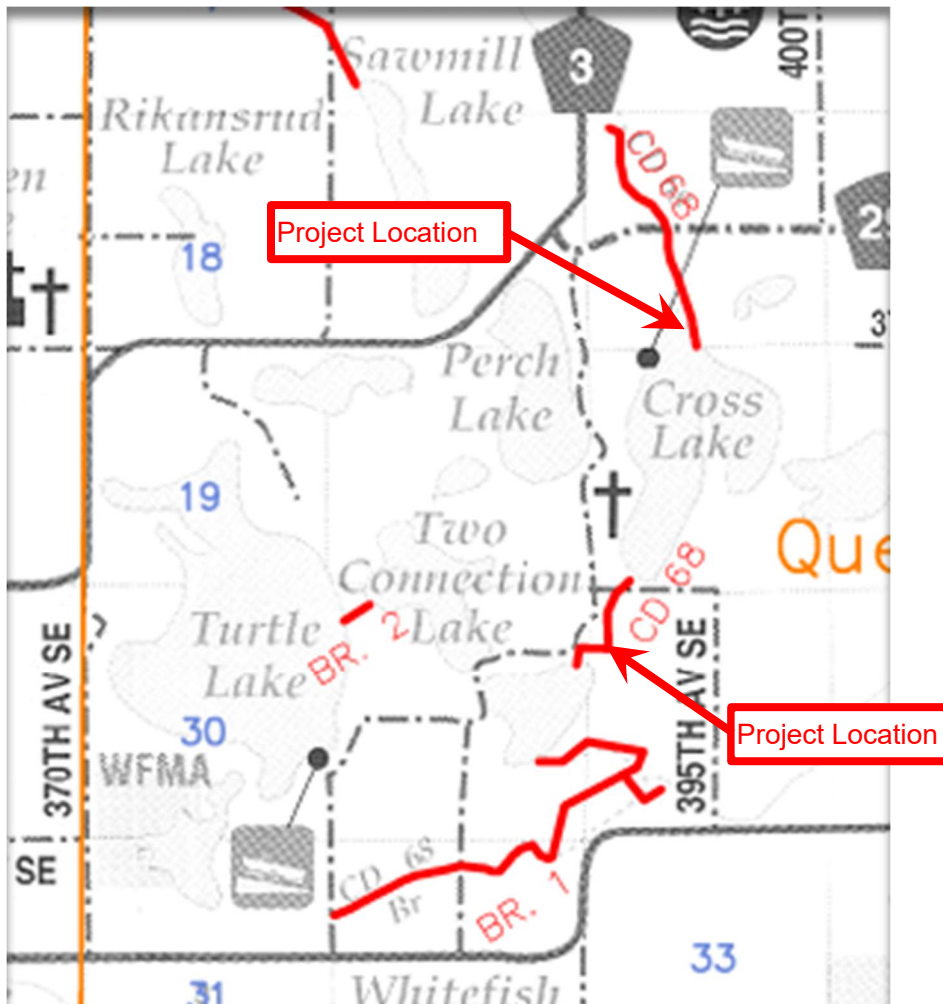 Sawmill
Lake
3
400T
Rikansrud
Lake
CD 68
en
Project Location
18
29
37
Perch
Lake
Cross
Lake
19
Two
Connection
Lake
Que
CD 68
Turtle
Lake
BR. 2
370TH AV SE
395TH AV SE
30
Project Location
WFMA
SE
CD 68
Br
BR. 1
33
31
Whitefish